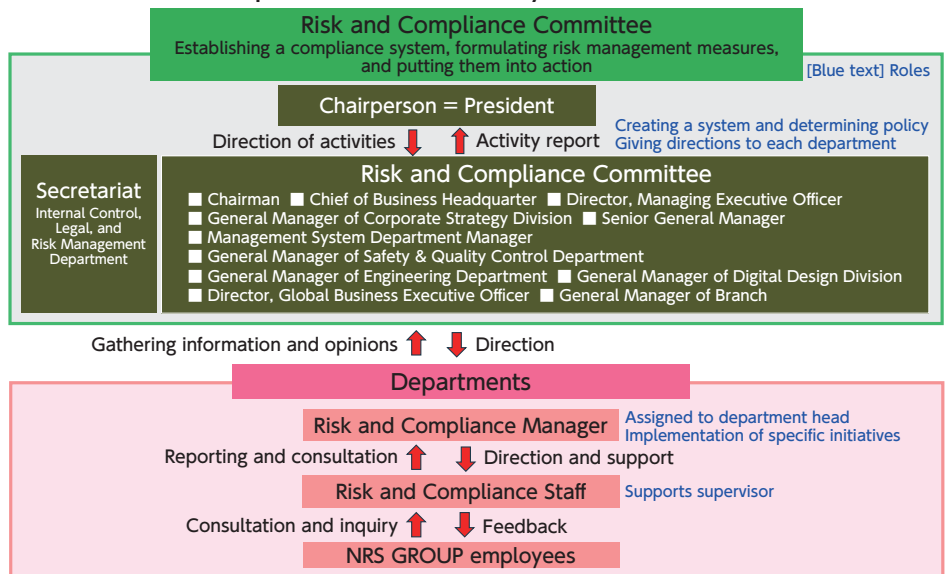 Risk and Compliance Committee
Establishing a compliance system, formulating risk management measures,
and putting them into action
[Blue text] Roles
Chairperson = President
Direction of activities
Activity report
Creating a system and determining policy
Giving directions to each department
Secretariat
Internal Control,
Legal, and
Risk Management
Department
Risk and Compliance Committee
■ Chairman ■ Chief of Business Headquarter ■ Director, Managing Executive Officer
■ General Manager of Corporate Strategy Division ■ Senior General Manager
■ Management System Department Manager
■ General Manager of Safety & Quality Control Department
■ General Manager of Engineering Department ■ General Manager of Digital Design Division
■ Director, Global Business Executive Officer ■ General Manager of Branch
Gathering information and opinions
Direction
Departments
Risk and Compliance Manager
Assigned to department head
Implementation of specific initiatives
Reporting and consultation
Direction and support
Risk and Compliance Staff
Supports supervisor
Consultation and inquiry
Feedback
NRS GROUP employees